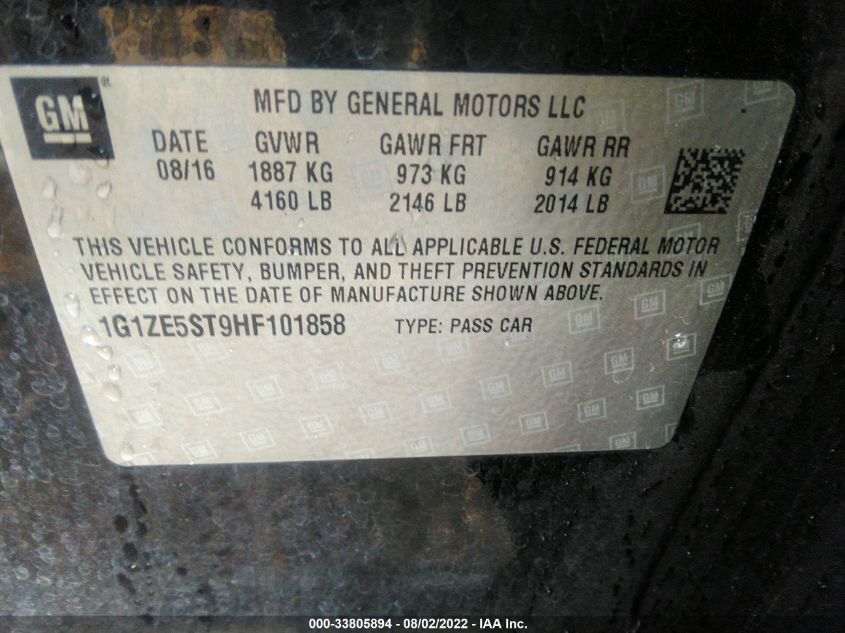 GM
MFD BY GENERAL MOTORS LLC
DATE GVWR GAWR FRT GAWR RR
08/16 1887 KG 973 KG 914 KG
4160 LB 2146 LB 2014 LB
THIS VEHICLE CONFORMS TO ALL APPLICABLE U.S. FEDERAL MOTOR
VEHICLE SAFETY, BUMPER, AND THEFT PREVENTION STANDARDS IN
EFFECT ON THE DATE OF MANUFACTURE SHOWN ABOVE.
1G1ZE5ST9HF101858 TYPE: PASS CAR
000-33805894 - 08/02/2022 - IAA Inc.